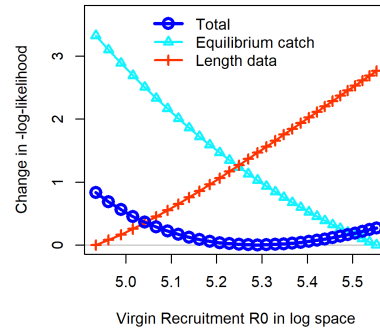 Total
Equilibrium catch
Length data
Change in -log-likelihood
3
2
1
0
5.0 5.1 5.2 5.3 5.4 5.5
Virgin Recruitment R0 in log space